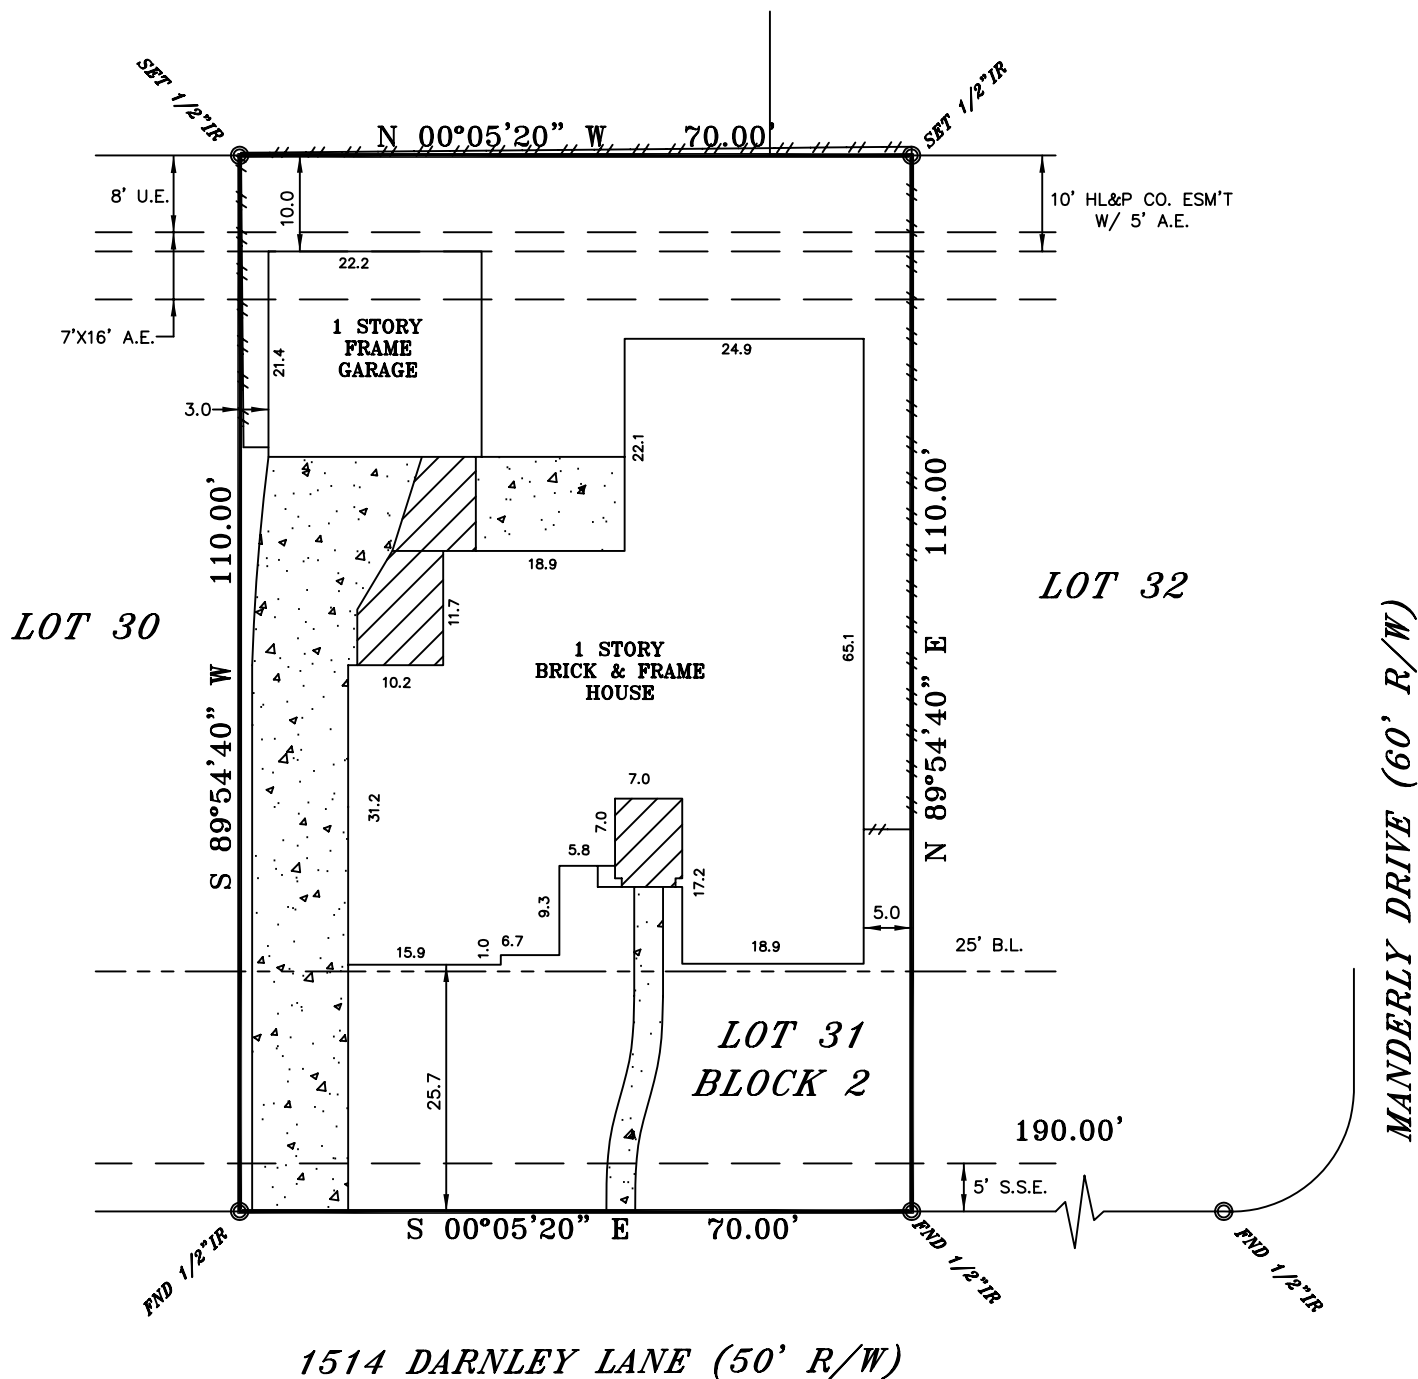 SET 1/2"IR
SET 1/2"IR
N 00°05'20" W 70.00'
8' U.E.
10.0
10' HL&P CO. ESM'T
W/ 5' A.E.
22.2
7'X16' A.E.
1 STORY
FRAME
GARAGE
21.4
24.9
3.0
22.1
S 89°54'40" W 110.00'
N 89°54'40" E 110.00'
18.9
LOT 30
LOT 32
11.7
10.2
1 STORY
BRICK & FRAME
HOUSE
65.1
MANDERLY DRIVE (60' R/W)
31.2
7.0
7.0
5.8
17.2
9.3
5.0
15.9
1.0
6.7
18.9
25' B.L.
25.7
LOT 31
BLOCK 2
190.00'
5' S.S.E.
S 00°05'20" E 70.00'
FND 1/2"IR
FND 1/2"IR
FND 1/2"IR
1514 DARNLEY LANE (50' R/W)